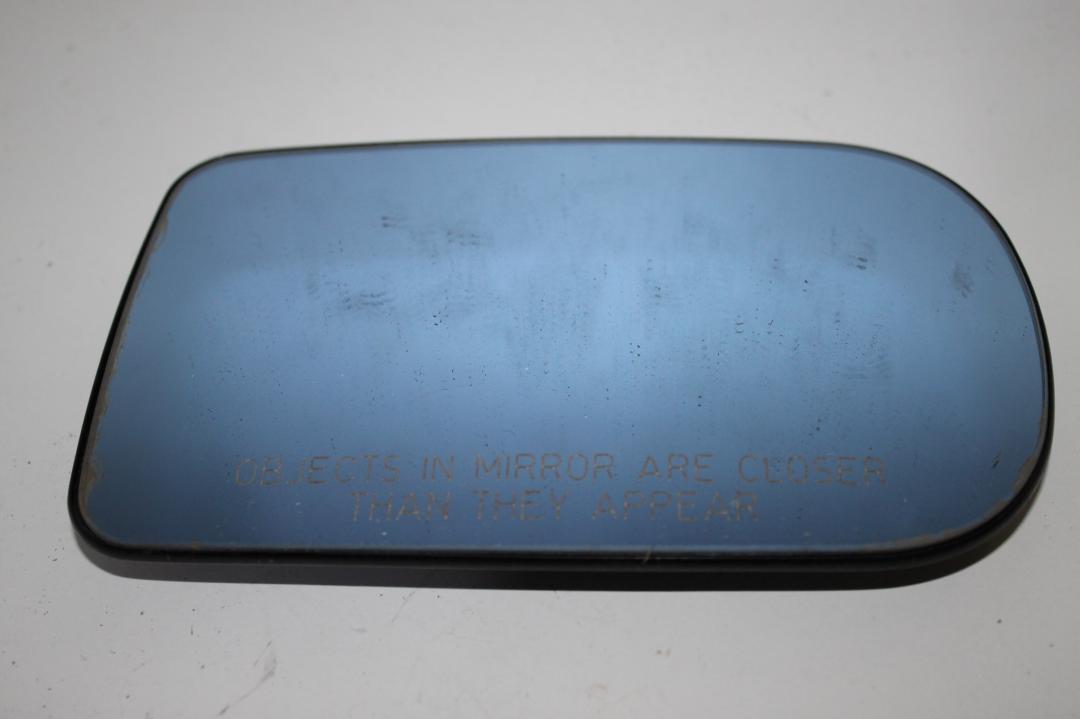 OBJECTS IN MIRROR ARE CLOSER
THAN THEY APPEAR